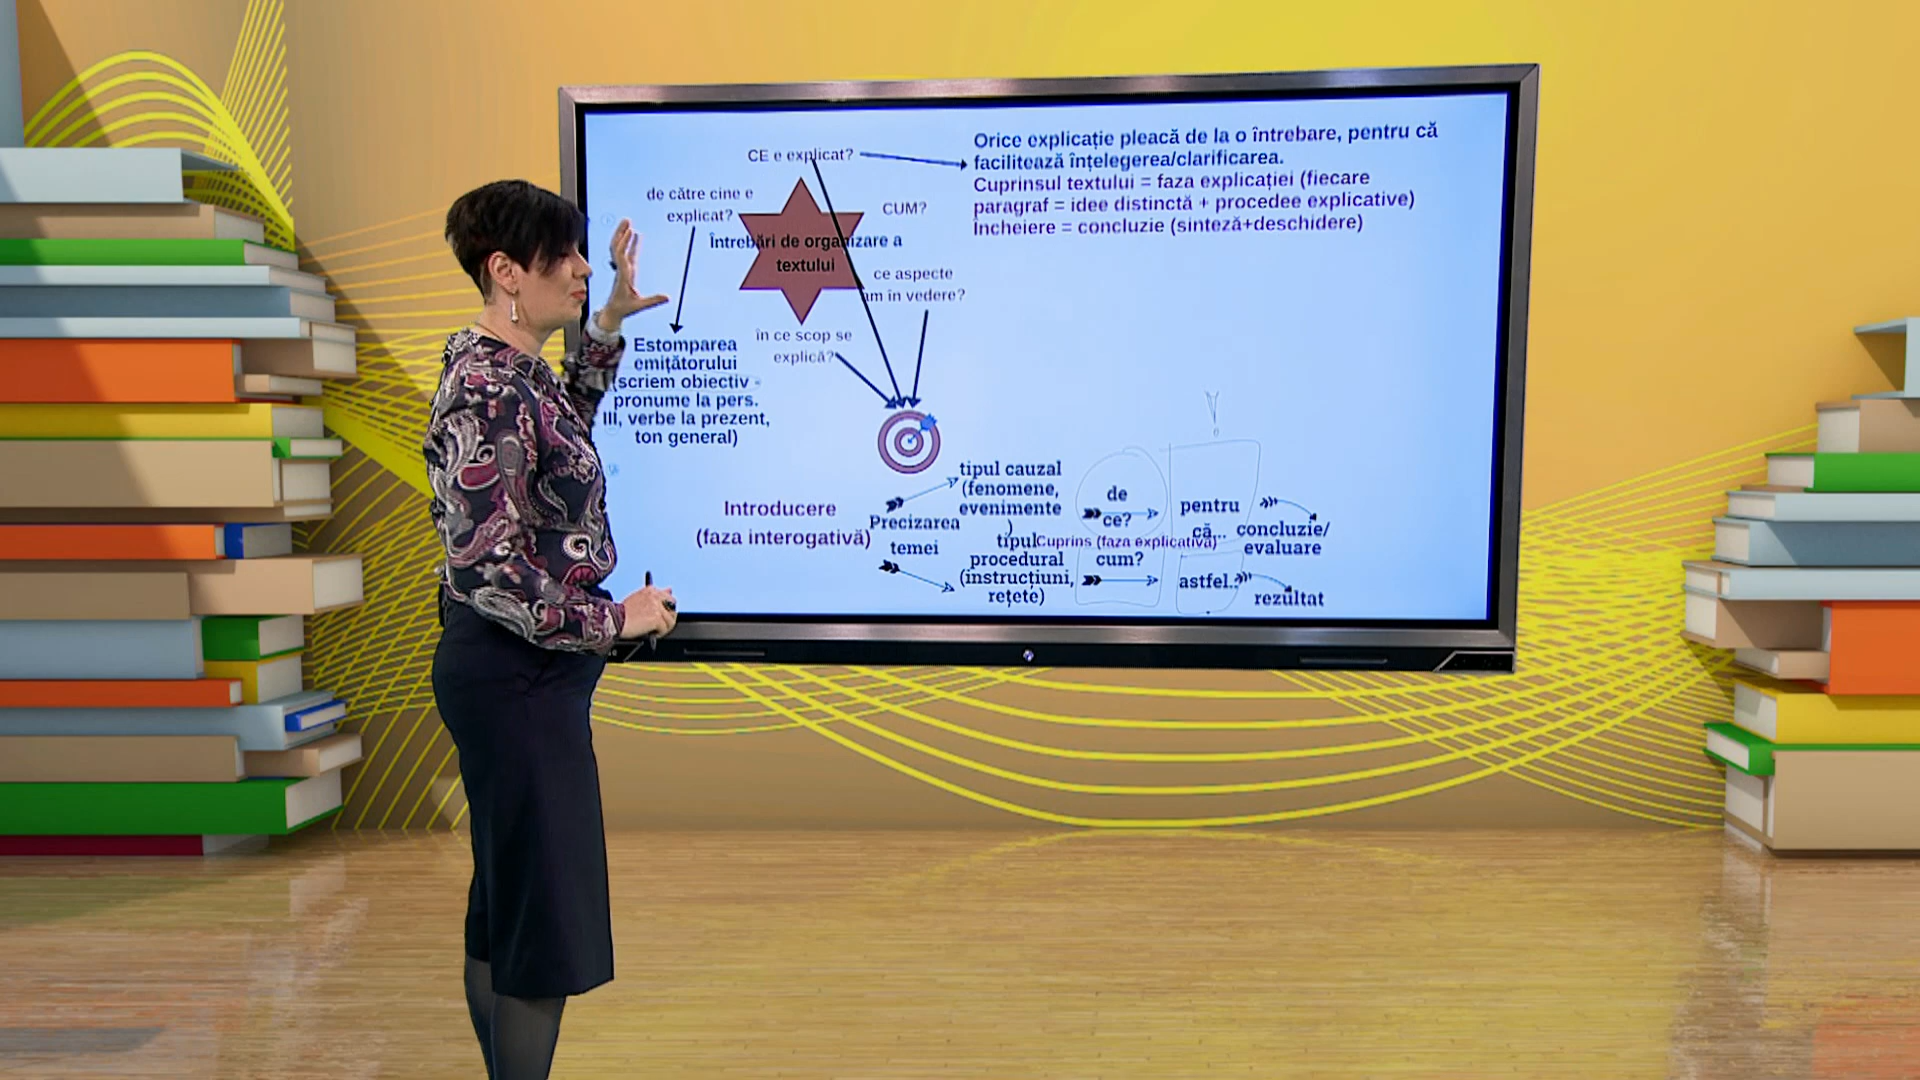 CE e explicat?
de către cine e
explicat?
CUM?
Întrebări de organizare a
textului
ce aspecte
am în vedere?
în ce scop se
explică?
Orice explicație pleacă de la o întrebare, pentru că
facilitează înțelegerea/clarificarea.
Cuprinsul textului = faza explicației (fiecare
paragraf = idee distinctă + procedee explicative)
Încheiere = concluzie (sinteză+deschidere)
Estomparea
emițătorului
(scriem obiectiv -
pronume la pers.
III, verbe la prezent,
ton general)
Introducere
(faza interogativă)
Precizarea
temei
tipul cauzal
(fenomene,
evenimente
)
de
ce?
pentru
că...
concluzie/
evaluare
Cuprins (faza explicativă)
tipul
procedural
(instrucțiuni,
rețete)
cum?
astfel..
rezultat